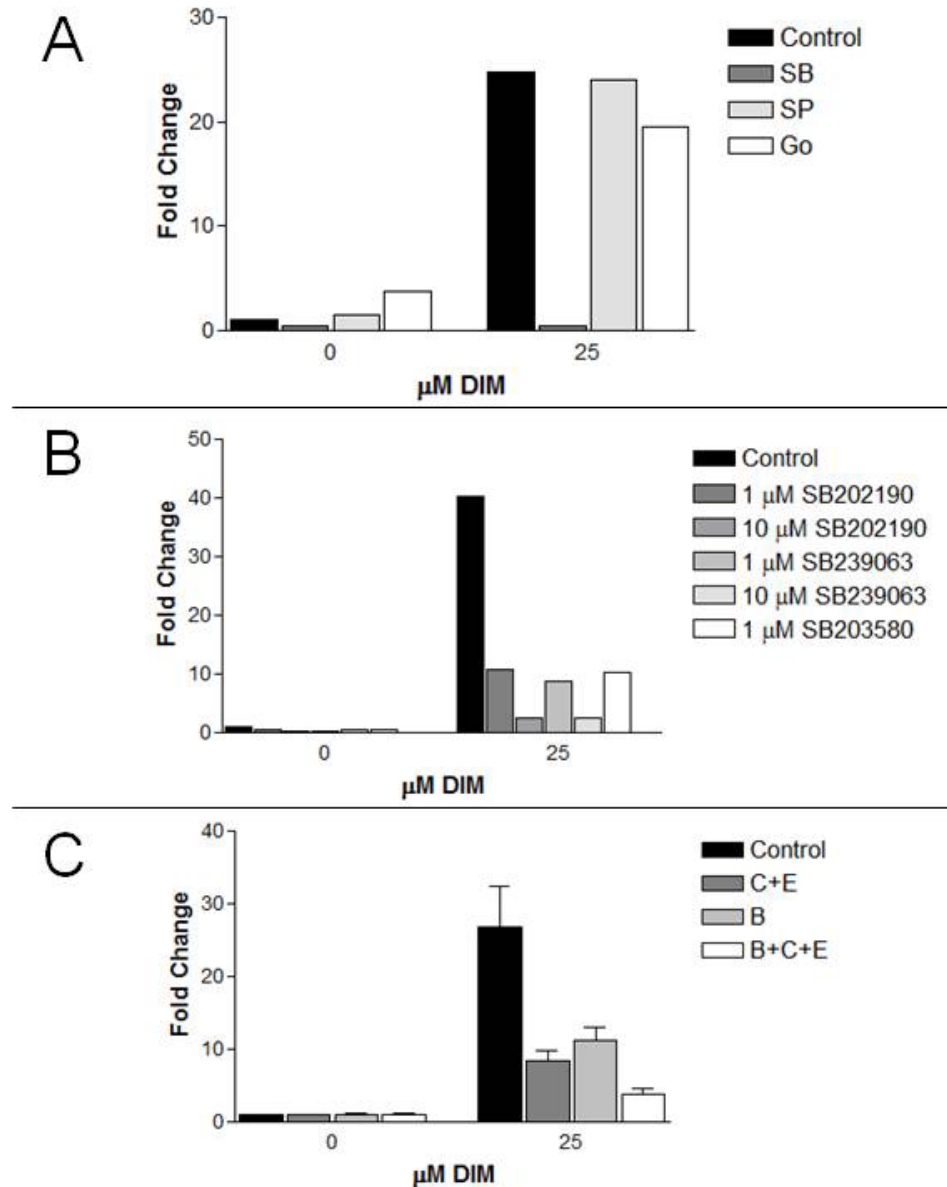 A
30
20
10
0
Fold Change
0
25
μM DIM
Control
SB
SP
Go
B
50
40
30
20
10
0
Fold Change
0
25
μM DIM
Control
1 μM SB202190
10 μM SB202190
1 μM SB239063
10 μM SB239063
1 μM SB203580
C
40
30
20
10
0
Fold Change
0
25
μM DIM
Control
C+E
B
B+C+E